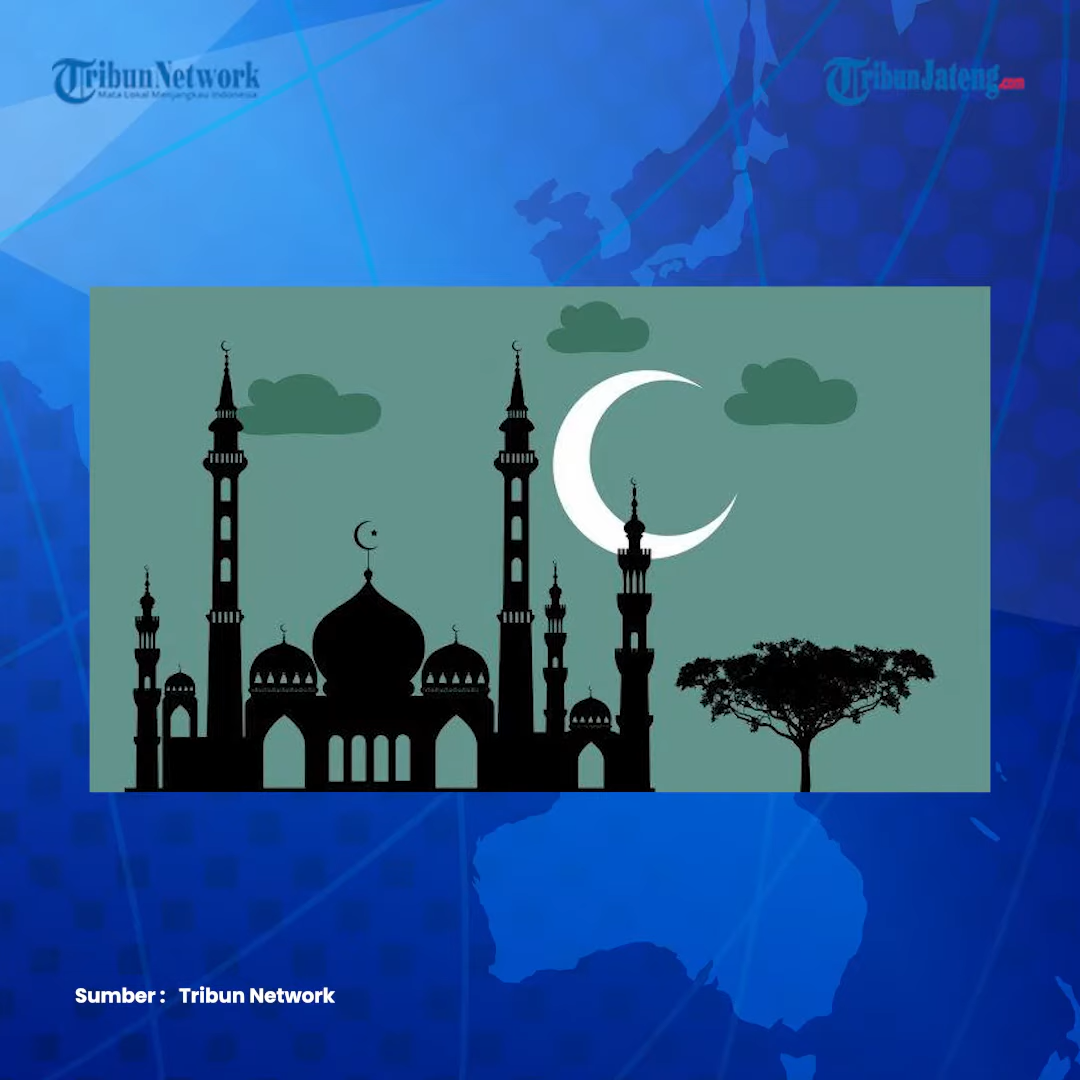 TribunNetwork
Mata Lokal Menjangkau Indonesia
TribunJateng.com
Sumber : Tribun Network